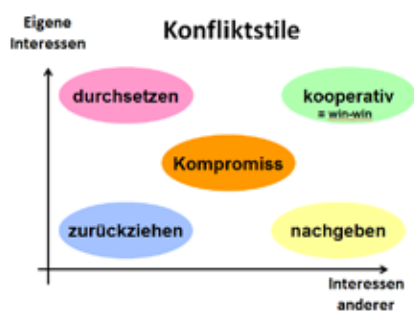 Eigene
Interessen
Konfliktstile
durchsetzen
kooperativ
= win-win
Kompromiss
zurückziehen
nachgeben
Interessen
anderer